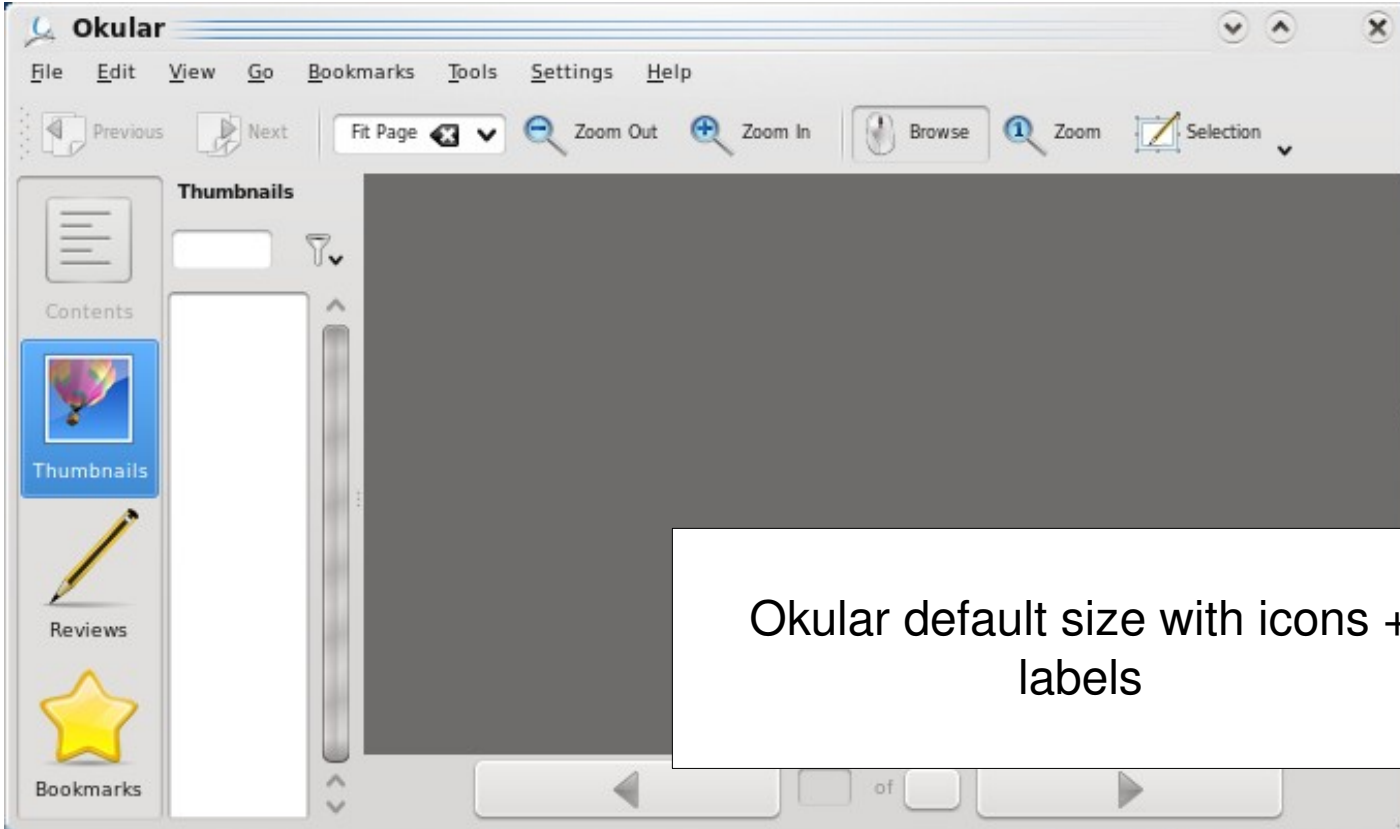 Okular
File Edit View Go Bookmarks Tools Settings Help
Previous Next Fit Page Zoom Out Zoom In Browse 1 Zoom Selection
Thumbnails
Contents
Thumbnails
Reviews
Bookmarks
Okular default size with icons +
labels
of